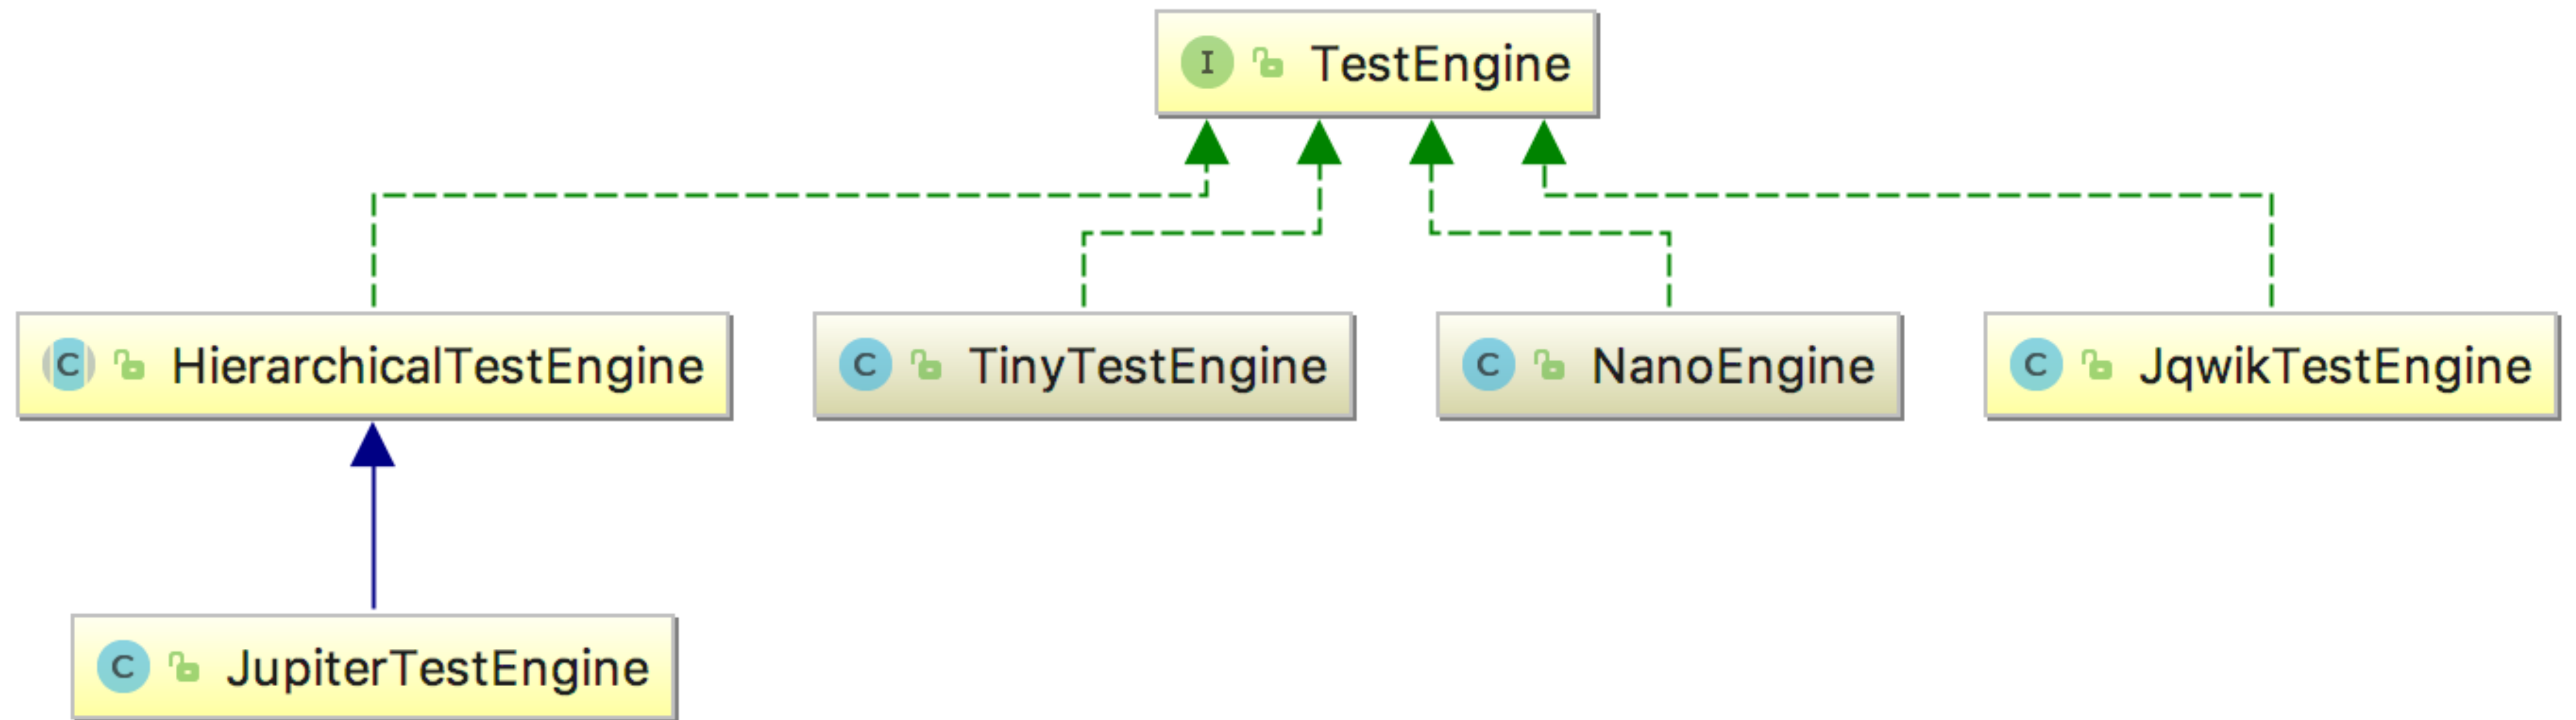 I TestEngine
C HierarchicalTestEngine
C TinyTestEngine
C NanoEngine
C JqwikTestEngine
C JupiterTestEngine